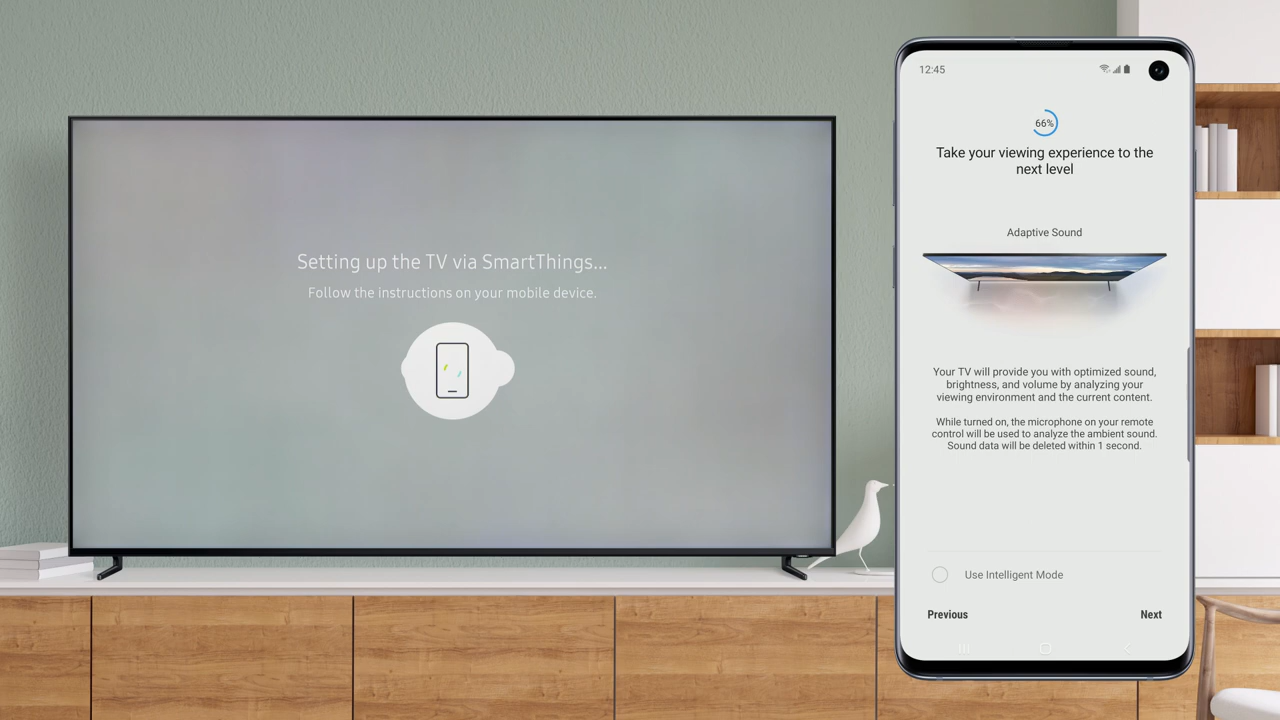 Setting up the TV via SmartThings...
Follow the instructions on your mobile device.
12:45
66%
Take your viewing experience to the
next level
Adaptive Sound
Your TV will provide you with optimized sound,
brightness, and volume by analyzing your
viewing environment and the current content.
While turned on, the microphone on your remote
control will be used to analyze the ambient sound.
Sound data will be deleted within 1 second.
Use Intelligent Mode
Previous
Next